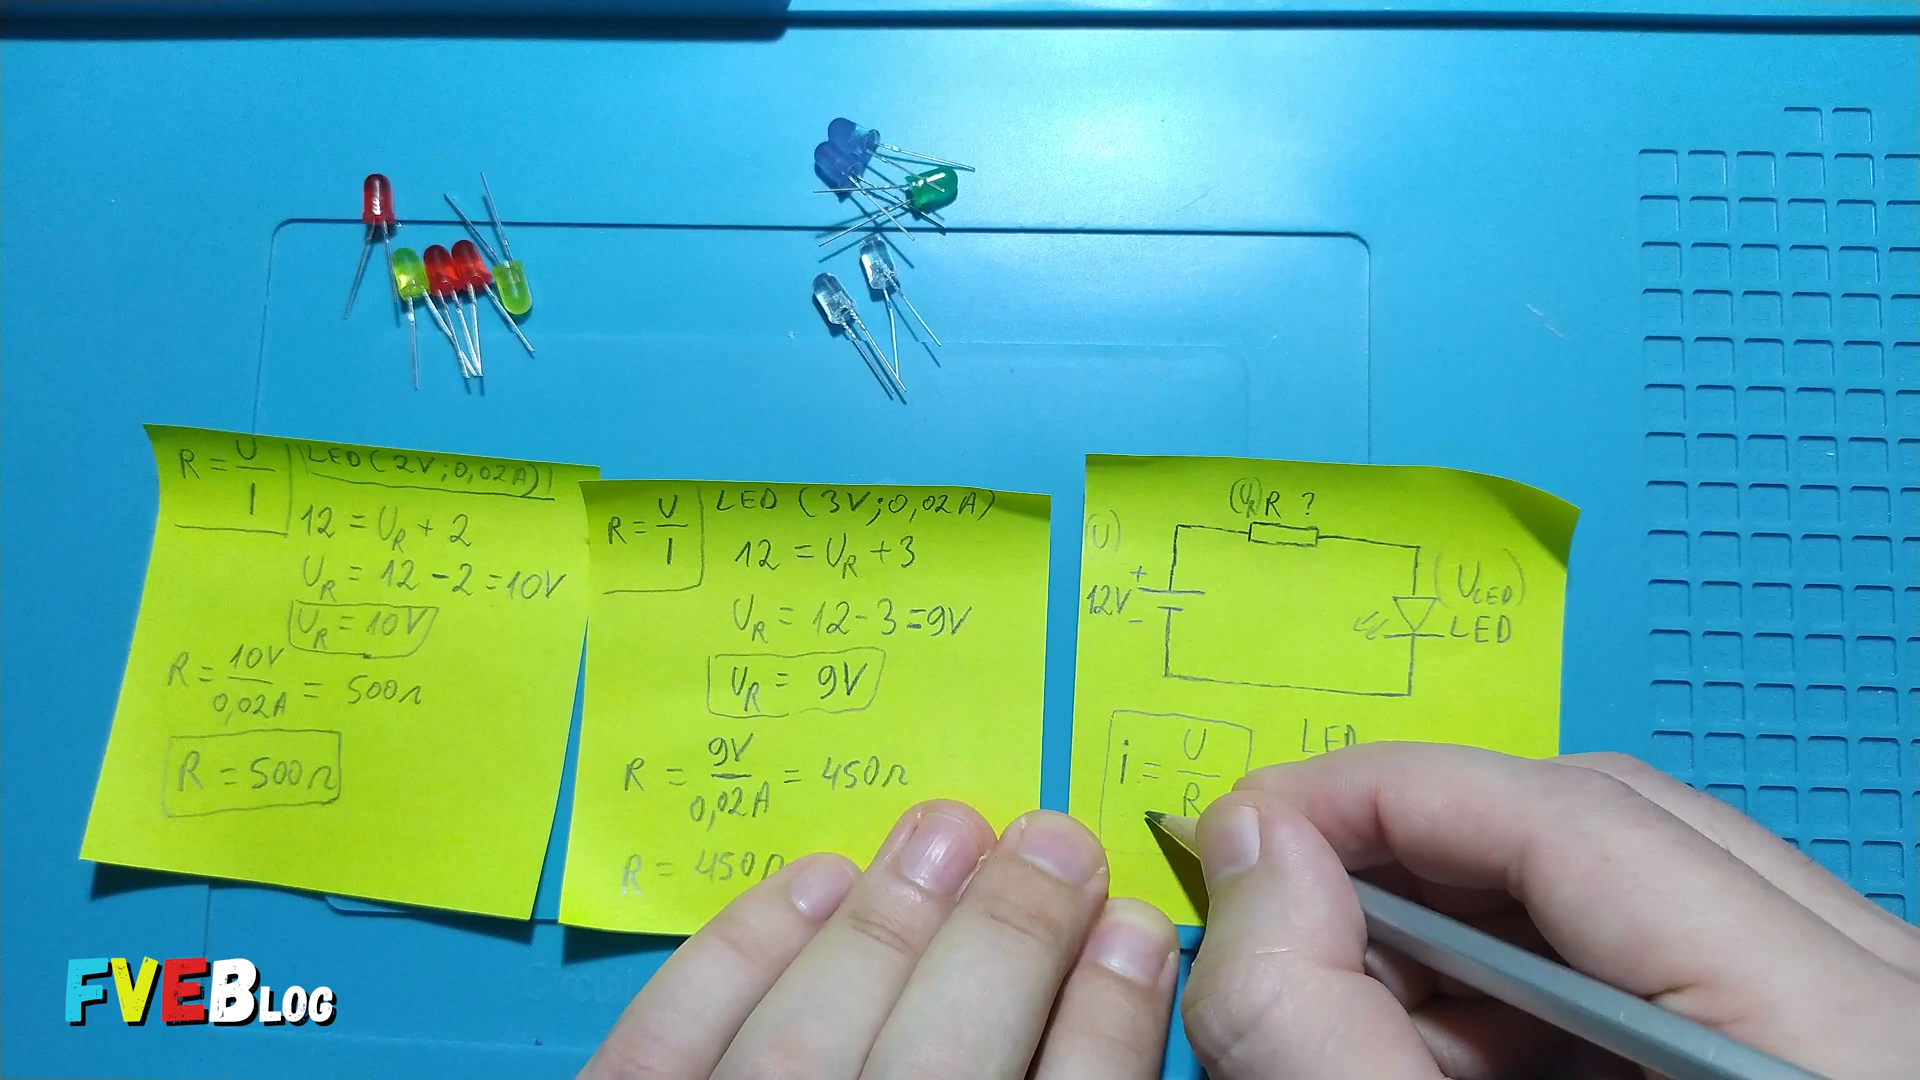 R = U / I
LED (2V; 0,02A)
12 = UR + 2
UR = 12 - 2 = 10V
UR = 10V
R = 10V / 0,02A = 500Ω
R = 500Ω
R = U / I
LED (3V; 0,02A)
12 = UR + 3
UR = 12 - 3 = 9V
UR = 9V
R = 9V / 0,02A = 450Ω
R = 450Ω
(UR) R ?
(U)
+
12V
-
(ULED)
LED
i = U / R
LED
FVEBLOG